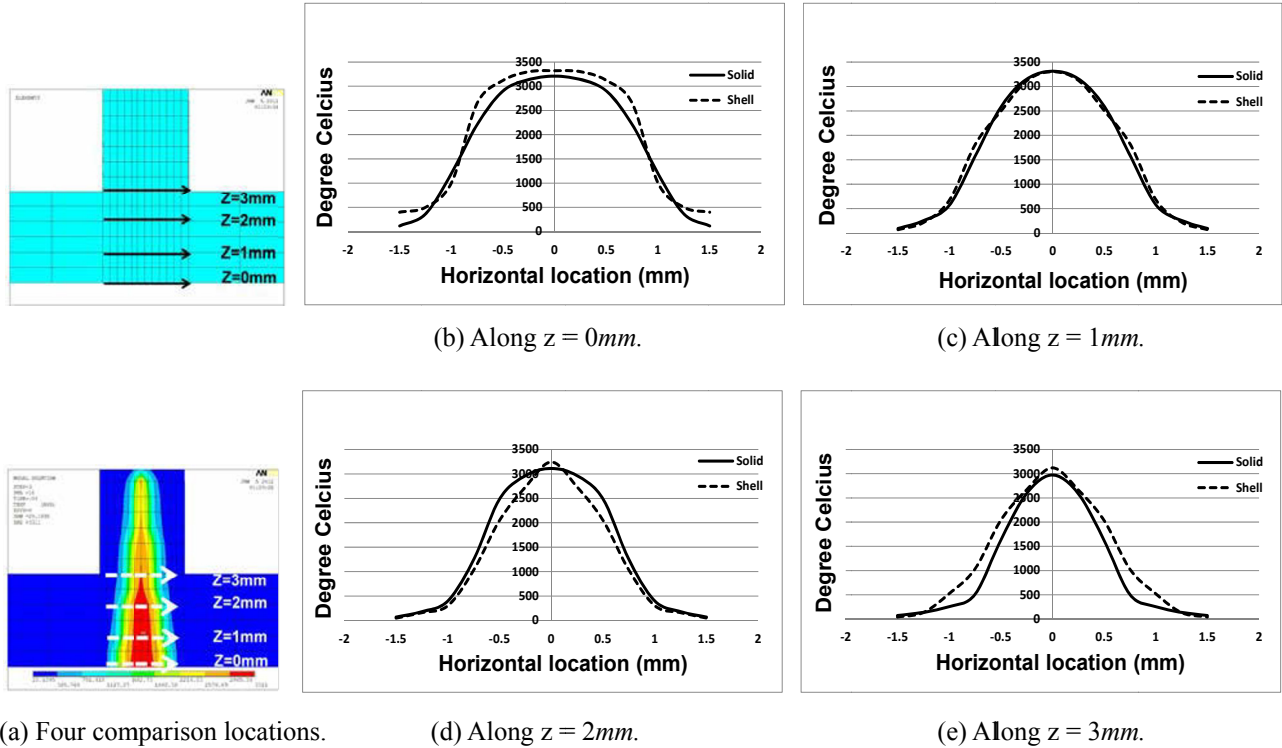 ELEMENTS
AN
Z=3mm
Z=2mm
Z=1mm
Z=0mm
Degree Celcius
3500
3000
2500
2000
1500
1000
500
0
-2 -1.5 -1 -0.5 0 0.5 1 1.5 2
Horizontal location (mm)
Solid
Shell
(b) Along z = 0mm.
Degree Celcius
3500
3000
2500
2000
1500
1000
500
0
-2 -1.5 -1 -0.5 0 0.5 1 1.5 2
Horizontal location (mm)
Solid
Shell
(c) Along z = 1mm.
NODAL SOLUTION
AN
Z=3mm
Z=2mm
Z=1mm
Z=0mm
(a) Four comparison locations.
Degree Celcius
3500
3000
2500
2000
1500
1000
500
0
-2 -1.5 -1 -0.5 0 0.5 1 1.5 2
Horizontal location (mm)
Solid
Shell
(d) Along z = 2mm.
Degree Celcius
3500
3000
2500
2000
1500
1000
500
0
-2 -1.5 -1 -0.5 0 0.5 1 1.5 2
Horizontal location (mm)
Solid
Shell
(e) Along z = 3mm.